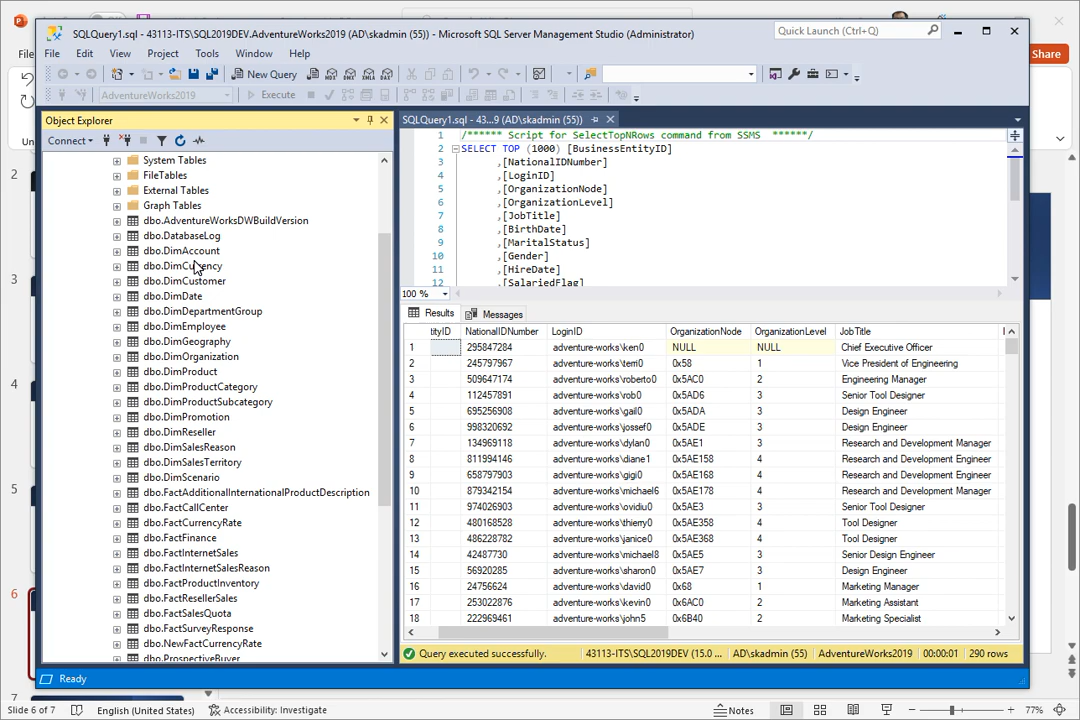 SQLQuery1.sql - 43113-ITS\SQL2019DEV.AdventureWorks2019 (AD\skadmin (55)) - Microsoft SQL Server Management Studio (Administrator)
Quick Launch (Ctrl+Q)
File Edit View Project Tools Window Help
Share
New Query
AdventureWorks2019
Execute
Object Explorer
SQLQuery1.sql - 43...9 (AD\skadmin (55))
Connect
System Tables
FileTables
External Tables
Graph Tables
dbo.AdventureWorksDWBuildVersion
dbo.DatabaseLog
dbo.DimAccount
dbo.DimCurrency
dbo.DimCustomer
dbo.DimDate
dbo.DimDepartmentGroup
dbo.DimEmployee
dbo.DimGeography
dbo.DimOrganization
dbo.DimProduct
dbo.DimProductCategory
dbo.DimProductSubcategory
dbo.DimPromotion
dbo.DimReseller
dbo.DimSalesReason
dbo.DimSalesTerritory
dbo.DimScenario
dbo.FactAdditionalInternationalProductDescription
dbo.FactCallCenter
dbo.FactCurrencyRate
dbo.FactFinance
dbo.FactInternetSales
dbo.FactInternetSalesReason
dbo.FactProductInventory
dbo.FactResellerSales
dbo.FactSalesQuota
dbo.FactSurveyResponse
dbo.NewFactCurrencyRate
dbo.ProspectiveBuyer
1 /****** Script for SelectTopNRows command from SSMS ******/
2 SELECT TOP (1000) [BusinessEntityID]
3 ,[NationalIDNumber]
4 ,[LoginID]
5 ,[OrganizationNode]
6 ,[OrganizationLevel]
7 ,[JobTitle]
8 ,[BirthDate]
9 ,[MaritalStatus]
10 ,[Gender]
11 ,[HireDate]
12 ,[SalariedFlag]
100 %
Results Messages
tityID NationalIDNumber LoginID OrganizationNode OrganizationLevel JobTitle
1 295847284 adventure-works\ken0 NULL NULL Chief Executive Officer
2 245797967 adventure-works\terri0 0x58 1 Vice President of Engineering
3 509647174 adventure-works\roberto0 0x5AC0 2 Engineering Manager
4 112457891 adventure-works\rob0 0x5AD6 3 Senior Tool Designer
5 695256908 adventure-works\gail0 0x5ADA 3 Design Engineer
6 998320692 adventure-works\jossef0 0x5ADE 3 Design Engineer
7 134969118 adventure-works\dylan0 0x5AE1 3 Research and Development Manager
8 811994146 adventure-works\diane1 0x5AE158 4 Research and Development Engineer
9 658797903 adventure-works\gigi0 0x5AE168 4 Research and Development Engineer
10 879342154 adventure-works\michael6 0x5AE178 4 Research and Development Manager
11 974026903 adventure-works\ovidiu0 0x5AE3 3 Senior Tool Designer
12 480168528 adventure-works\thierry0 0x5AE358 4 Tool Designer
13 486228782 adventure-works\janice0 0x5AE368 4 Tool Designer
14 42487730 adventure-works\michael8 0x5AE5 3 Senior Design Engineer
15 56920285 adventure-works\sharon0 0x5AE7 3 Design Engineer
16 24756624 adventure-works\david0 0x68 1 Marketing Manager
17 253022876 adventure-works\kevin0 0x6AC0 2 Marketing Assistant
18 222969461 adventure-works\john5 0x6B40 2 Marketing Specialist
Query executed successfully. 43113-ITS\SQL2019DEV (15.0 ... AD\skadmin (55) AdventureWorks2019 00:00:01 290 rows
Ready
2
3
4
5
6
7
Slide 6 of 7 English (United States) Accessibility: Investigate Notes 77%